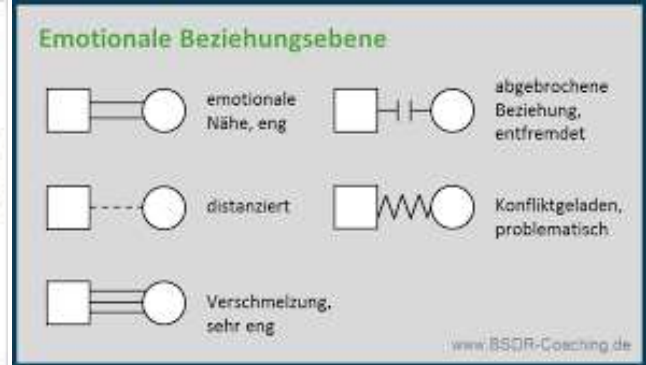 Emotionale Beziehungsebene
emotionale
Nähe, eng
abgebrochene
Beziehung,
entfremdet
distanziert
Konfliktgeladen,
problematisch
Verschmelzung,
sehr eng
www.BSDR-Coaching.de